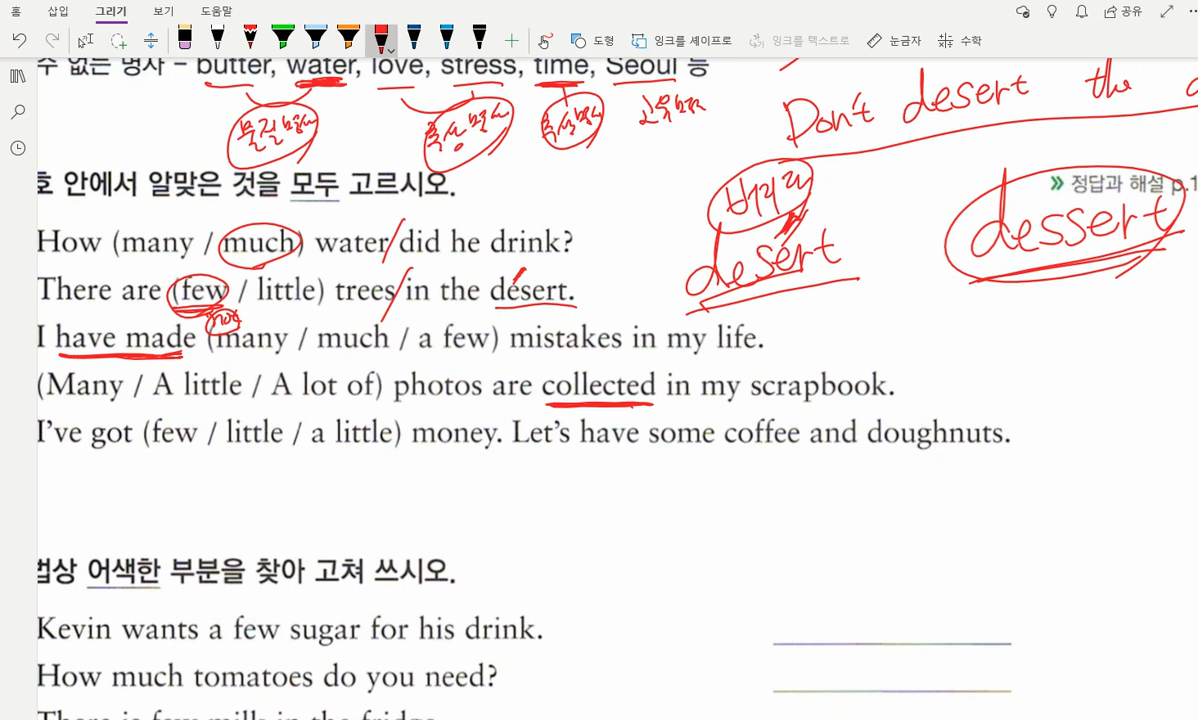 홈 삽입 그리기 보기 도움말 공유
도형 잉크를 셰이프로 잉크를 텍스트로 눈금자 수학
수 없는 명사 – butter, water, love, stress, time, Seoul 등
물질명사 추상명사 추상명사 고유명사
Don't desert the
버리다
desert
dessert
호 안에서 알맞은 것을 모두 고르시오.
정답과 해설 p.1
How (many / much) water did he drink?
There are (few / little) trees in the desert.
not
I have made (many / much / a few) mistakes in my life.
(Many / A little / A lot of) photos are collected in my scrapbook.
I've got (few / little / a little) money. Let's have some coffee and doughnuts.
법상 어색한 부분을 찾아 고쳐 쓰시오.
Kevin wants a few sugar for his drink.
How much tomatoes do you need?
There is few milk in the fridge.